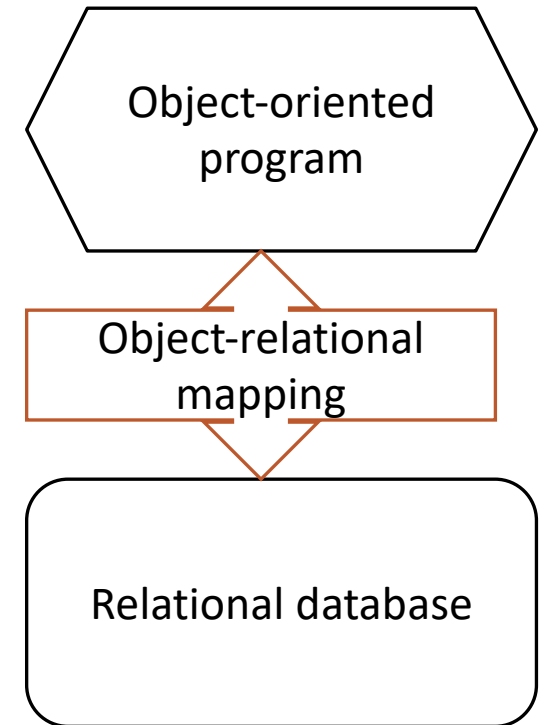 Object-oriented
program
Object-relational
mapping
Relational database